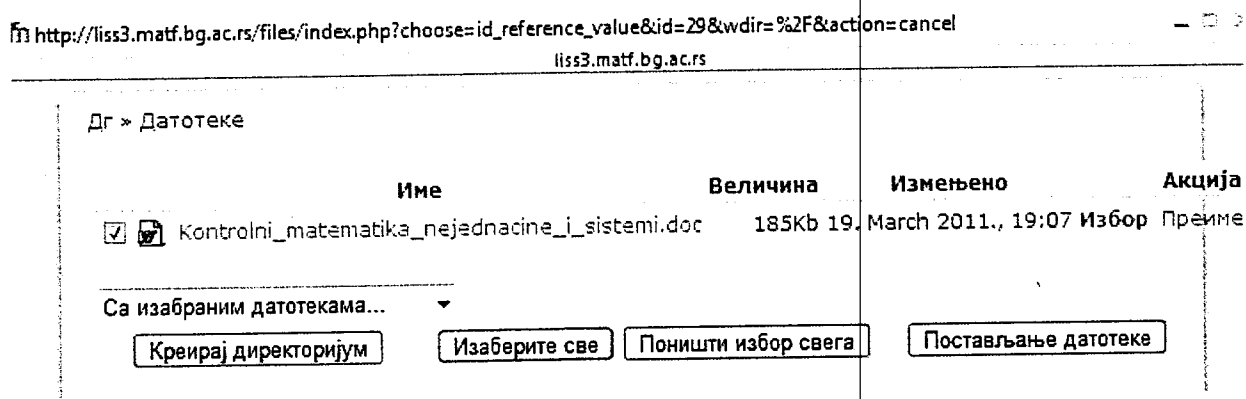 http://liss3.matf.bg.ac.rs/files/index.php?choose=id_reference_value&id=29&wdir=%2F&action=cancel
liss3.matf.bg.ac.rs
Дг » Датотеке
Име Величина Измењено Акција
Kontrolni_matematika_nejednacine_i_sistemi.doc 185Kb 19. March 2011., 19:07 Избор Преиме
Са изабраним датотекама...
Креирај директоријум Изаберите све Поништи избор свега Постављање датотеке